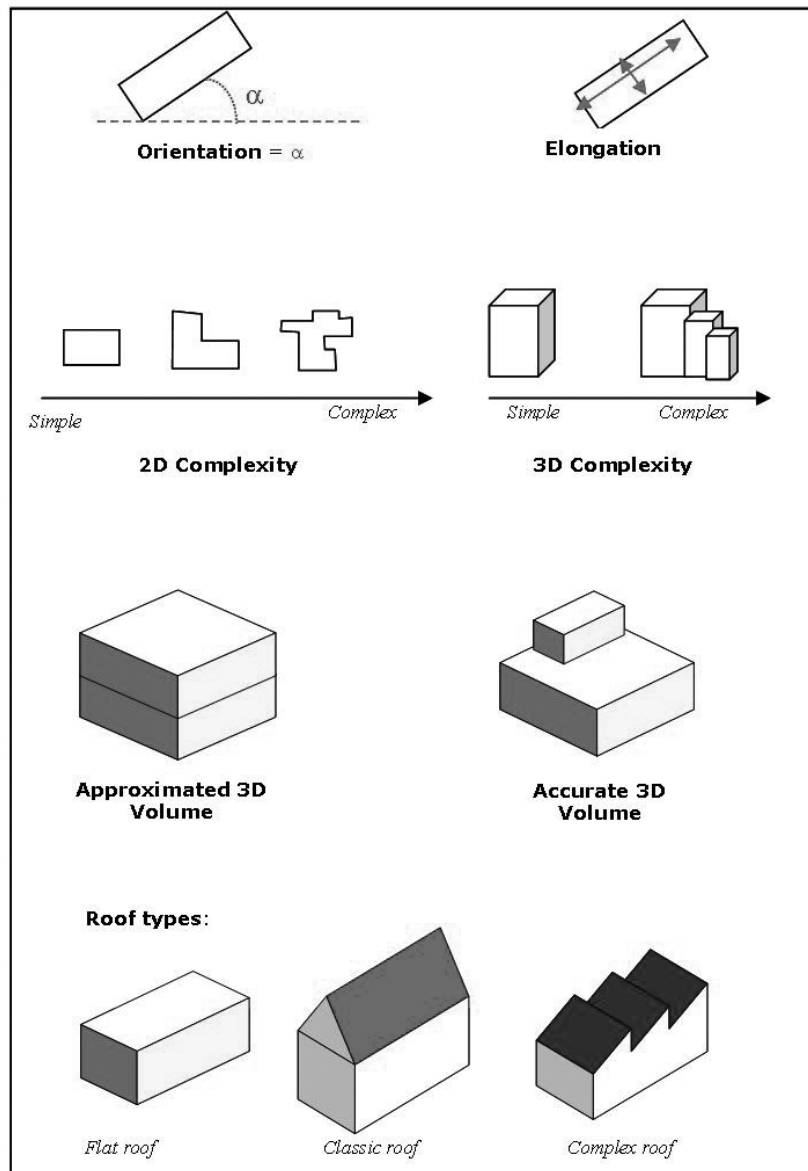 α
Orientation = α
Elongation
Simple
Complex
2D Complexity
Simple
Complex
3D Complexity
Approximated 3D
Volume
Accurate 3D
Volume
Roof types:
Flat roof
Classic roof
Complex roof